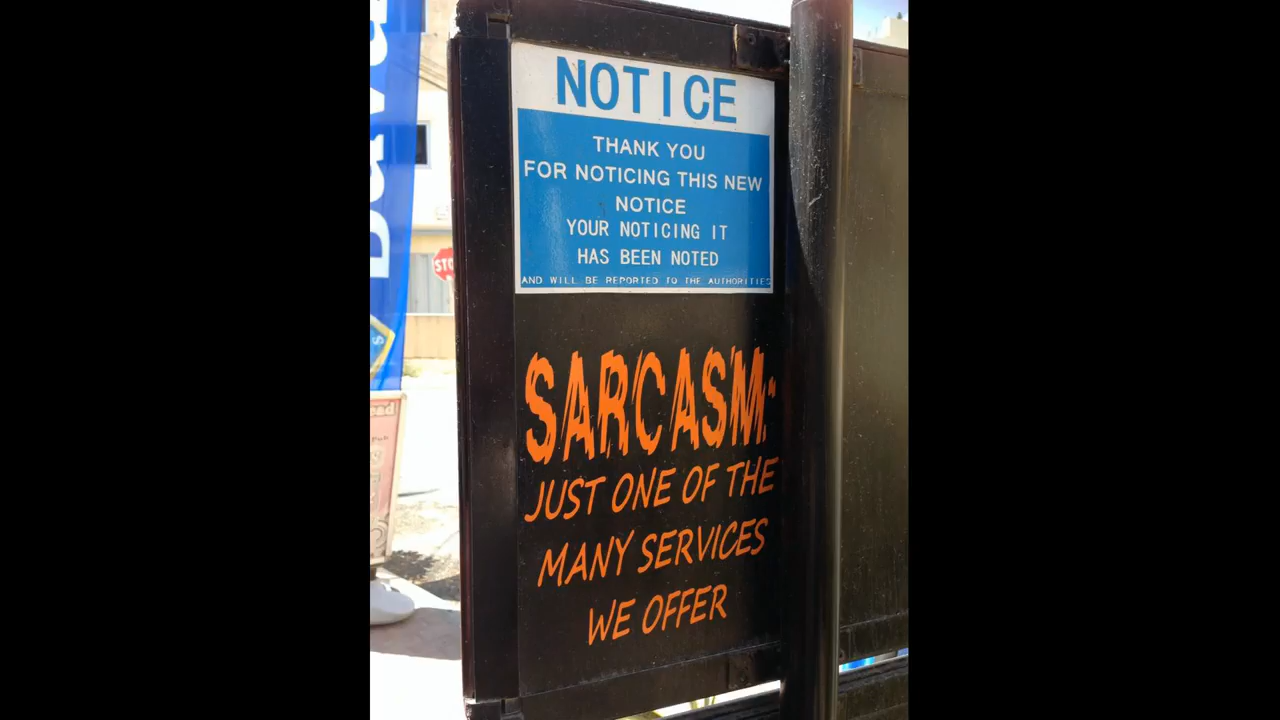 NOTICE
THANK YOU
FOR NOTICING THIS NEW
NOTICE
YOUR NOTICING IT
HAS BEEN NOTED
AND WILL BE REPORTED TO THE AUTHORITIES
SARCASM:
JUST ONE OF THE
MANY SERVICES
WE OFFER